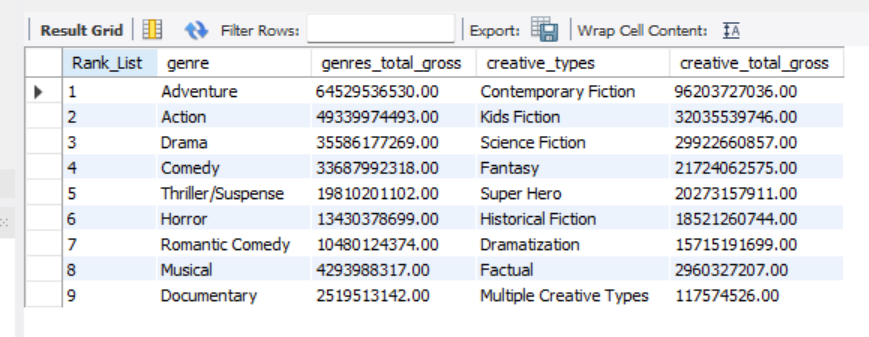 Result Grid Filter Rows: Export: Wrap Cell Content: IA
Rank_List genre genres_total_gross creative_types creative_total_gross
1 Adventure 64529536530.00 Contemporary Fiction 96203727036.00
2 Action 49339974493.00 Kids Fiction 32035539746.00
3 Drama 35586177269.00 Science Fiction 29922660857.00
4 Comedy 33687992318.00 Fantasy 21724062575.00
5 Thriller/Suspense 19810201102.00 Super Hero 20273157911.00
6 Horror 13430378699.00 Historical Fiction 18521260744.00
7 Romantic Comedy 10480124374.00 Dramatization 15715191699.00
8 Musical 4293988317.00 Factual 2960327207.00
9 Documentary 2519513142.00 Multiple Creative Types 117574526.00